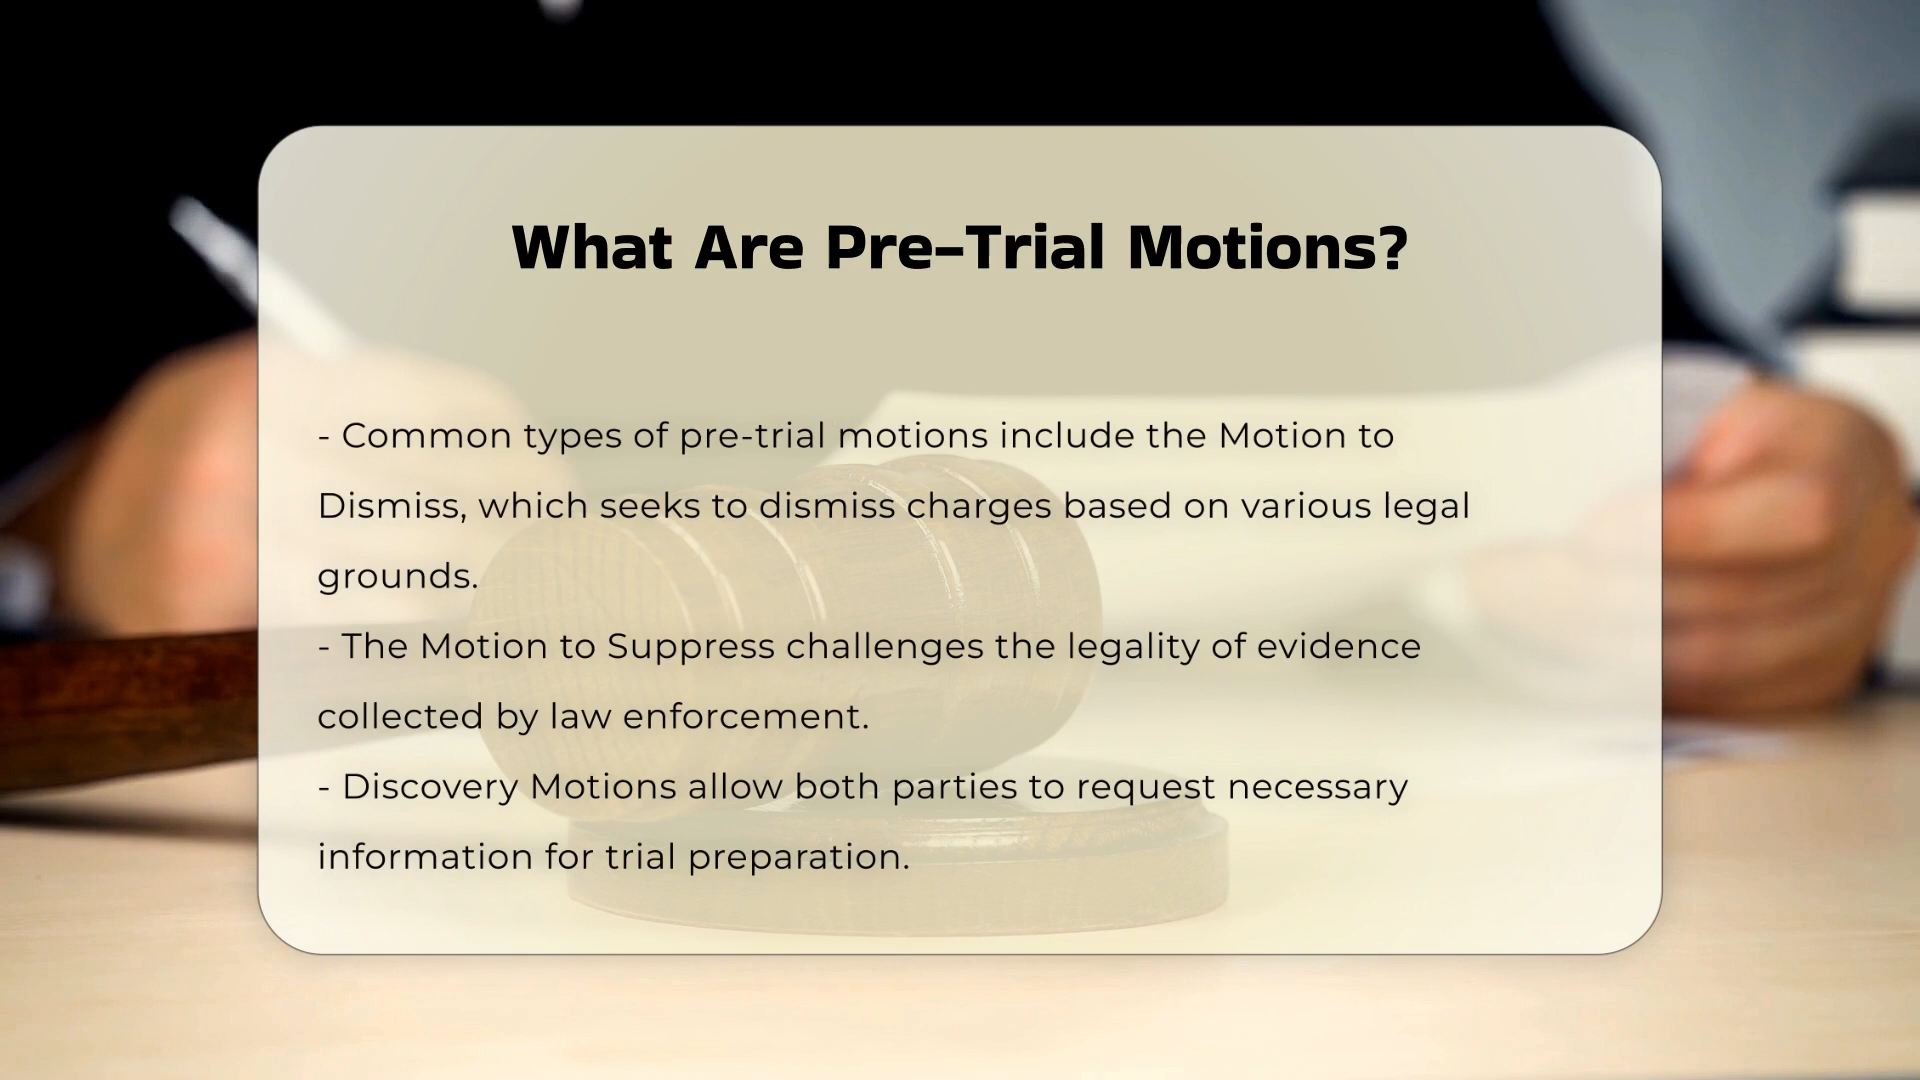 What Are Pre-Trial Motions?
- Common types of pre-trial motions include the Motion to
Dismiss, which seeks to dismiss charges based on various legal
grounds.
- The Motion to Suppress challenges the legality of evidence
collected by law enforcement.
- Discovery Motions allow both parties to request necessary
information for trial preparation.